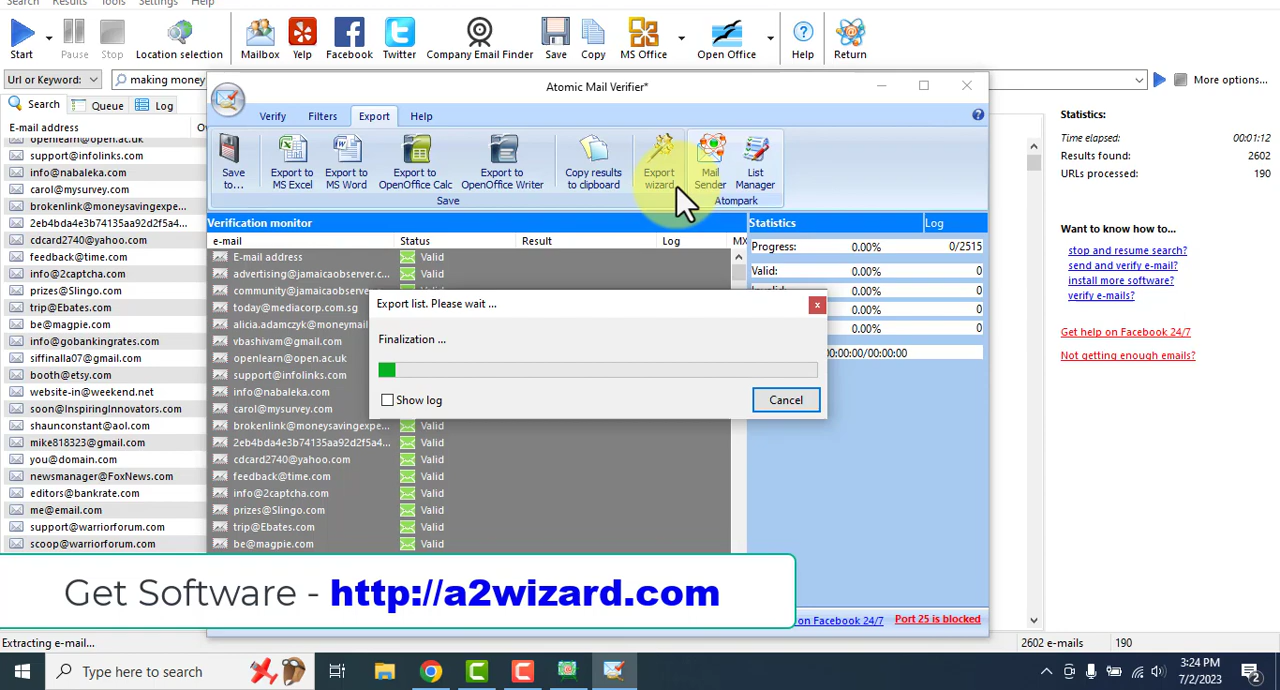 Search Results Tools Settings Help
Start Pause Stop Location selection Mailbox Yelp Facebook Twitter Company Email Finder Save Copy MS Office Open Office Help Return
Url or Keyword: making money More options...
Search Queue Log
E-mail address
openlearn@open.ac.uk
support@infolinks.com
info@nabaleka.com
carol@mysurvey.com
brokenlink@moneysavingexpe...
2eb4bda4e3b74135aa92d2f5a4...
cdcard2740@yahoo.com
feedback@time.com
info@2captcha.com
prizes@Slingo.com
trip@Ebates.com
be@magpie.com
info@gobankingrates.com
siffinalla07@gmail.com
booth@etsy.com
website-in@weekend.net
soon@InspiringInnovators.com
shaunconstant@aol.com
mike818323@gmail.com
you@domain.com
newsmanager@FoxNews.com
editors@bankrate.com
me@email.com
support@warriorforum.com
scoop@warriorforum.com
Atomic Mail Verifier*
Verify Filters Export Help
Save to...
Export to MS Excel
Export to MS Word
Export to OpenOffice Calc
Export to OpenOffice Writer
Copy results to clipboard
Export wizard
Mail Sender
List Manager
Save Atompark
Verification monitor
e-mail Status Result Log MX
E-mail address Valid
advertising@jamaicaobserver.c... Valid
community@jamaicaobserve
today@mediacorp.com.sg
alicia.adamczyk@moneymail
vbashivam@gmail.com
openlearn@open.ac.uk
support@infolinks.com
info@nabaleka.com
carol@mysurvey.com
brokenlink@moneysavingexpe... Valid
2eb4bda4e3b74135aa92d2f5a4... Valid
cdcard2740@yahoo.com Valid
feedback@time.com Valid
info@2captcha.com Valid
prizes@Slingo.com Valid
trip@Ebates.com Valid
be@magpie.com Valid
Statistics Log
Progress: 0.00% 0/2515
Valid: 0.00% 0
0.00% 0
0.00% 0
0.00% 0
00:00:00/00:00:00
Export list. Please wait ...
x
Finalization ...
Show log Cancel
on Facebook 24/7 Port 25 is blocked
Statistics:
Time elapsed: 00:01:12
Results found: 2602
URLs processed: 190
Want to know how to...
stop and resume search?
send and verify e-mail?
install more software?
verify e-mails?
Get help on Facebook 24/7
Not getting enough emails?
Get Software - http://a2wizard.com
Extracting e-mail... 2602 e-mails 190
Type here to search
3:24 PM
7/2/2023
2